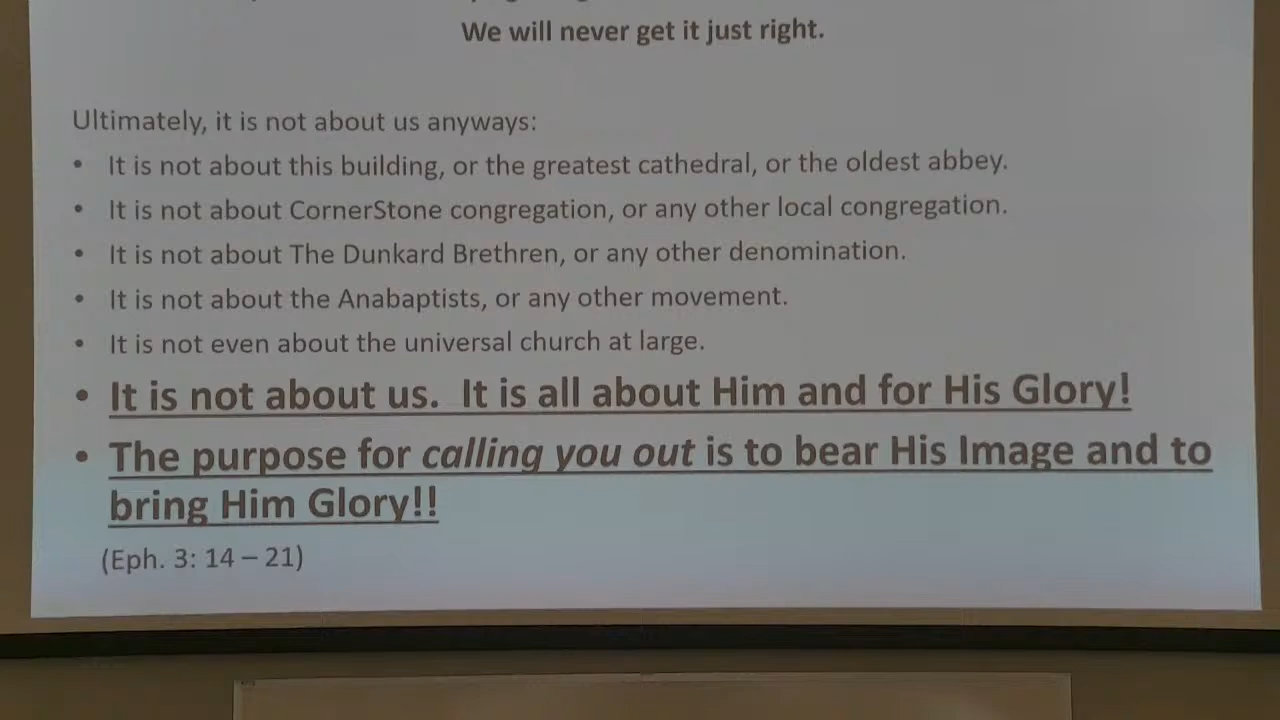 We will never get it just right.
Ultimately, it is not about us anyways:
• It is not about this building, or the greatest cathedral, or the oldest abbey.
• It is not about CornerStone congregation, or any other local congregation.
• It is not about The Dunkard Brethren, or any other denomination.
• It is not about the Anabaptists, or any other movement.
• It is not even about the universal church at large.
• It is not about us.  It is all about Him and for His Glory!
• The purpose for calling you out is to bear His Image and to
bring Him Glory!!
(Eph. 3: 14 – 21)